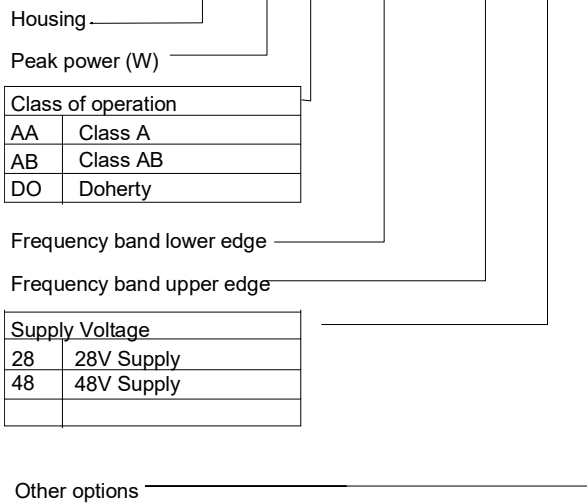 Housing
Peak power (W)
Class of operation
AA Class A
AB Class AB
DO Doherty
Frequency band lower edge
Frequency band upper edge
Supply Voltage
28 28V Supply
48 48V Supply
Other options